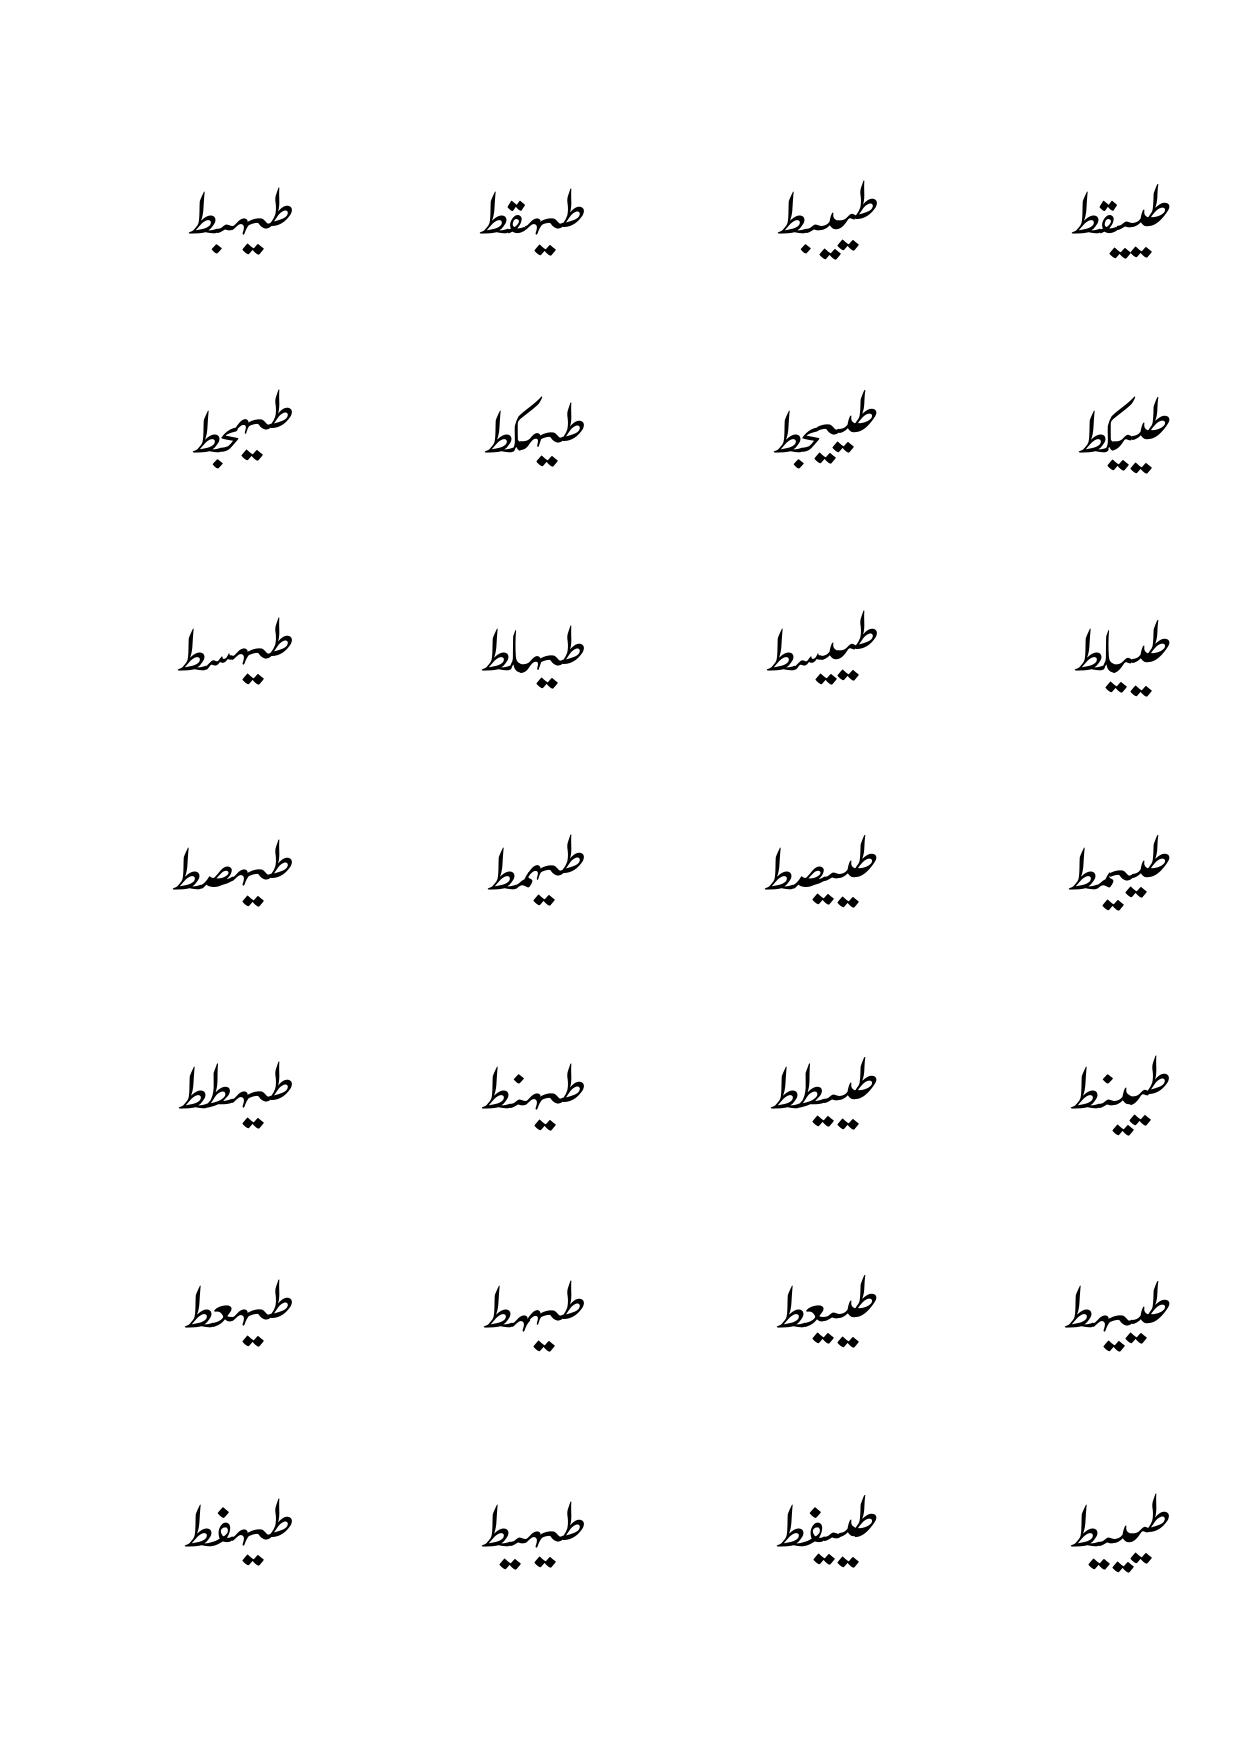 طييقط طييبط طيهقط طيهبط
طييكط طييجط طيهكط طيهجط
طييلط طييسط طيهلط طيهسط
طييمط طييصط طيهمط طيهصط
طيينط طييطط طيهنط طيهطط
طييهط طييعط طيههط طيهعط
طيييط طييفط طيهيط طيهفط